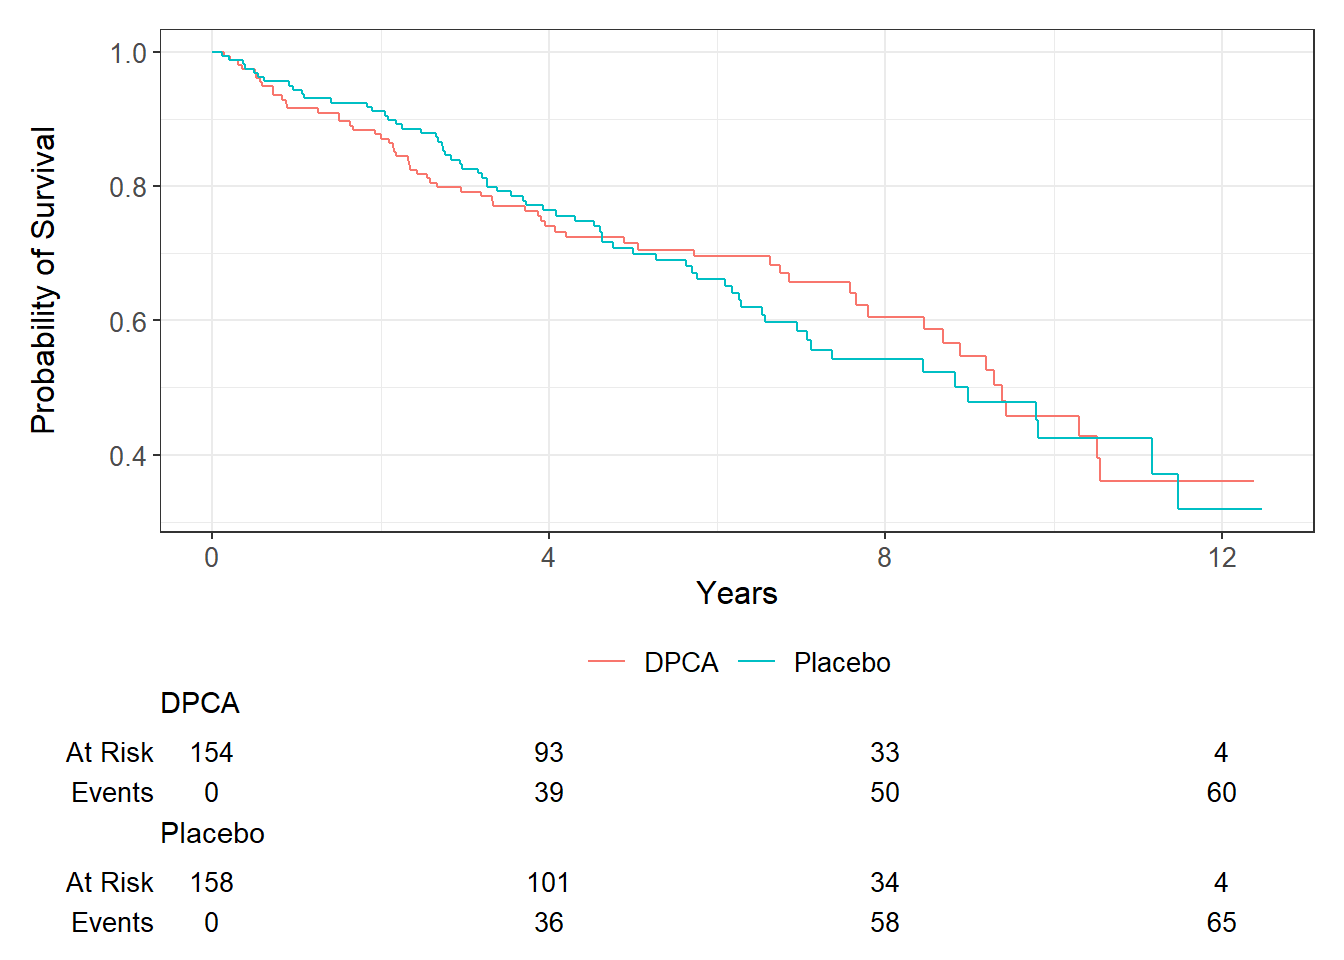 1.0
0.8
0.6
0.4
Probability of Survival
0 4 8 12
Years
DPCA Placebo
DPCA
At Risk 154 93 33 4
Events 0 39 50 60
Placebo
At Risk 158 101 34 4
Events 0 36 58 65